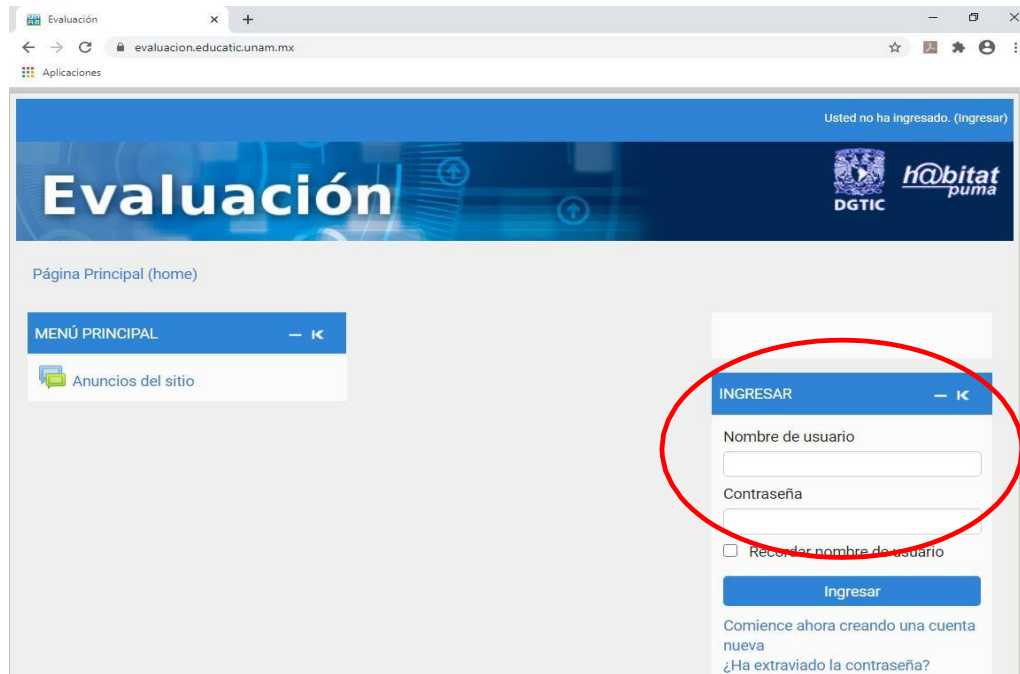 Evaluación
evaluacion.educatic.unam.mx
Aplicaciones
Usted no ha ingresado. (Ingresar)
Evaluación
DGTIC
h@bitat
puma
Página Principal (home)
MENÚ PRINCIPAL
Anuncios del sitio
INGRESAR
Nombre de usuario
Contraseña
Recordar nombre de usuario
Ingresar
Comience ahora creando una cuenta
nueva
¿Ha extraviado la contraseña?